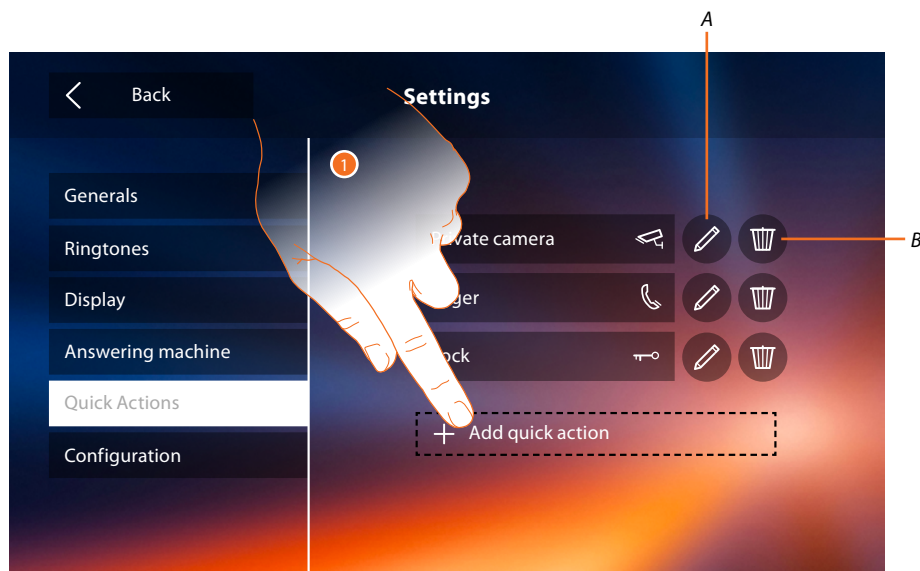 A
Back
Settings
1
Generals
Ringtones
Display
Answering machine
Quick Actions
Configuration
vate camera
B
ger
ock
Add quick action